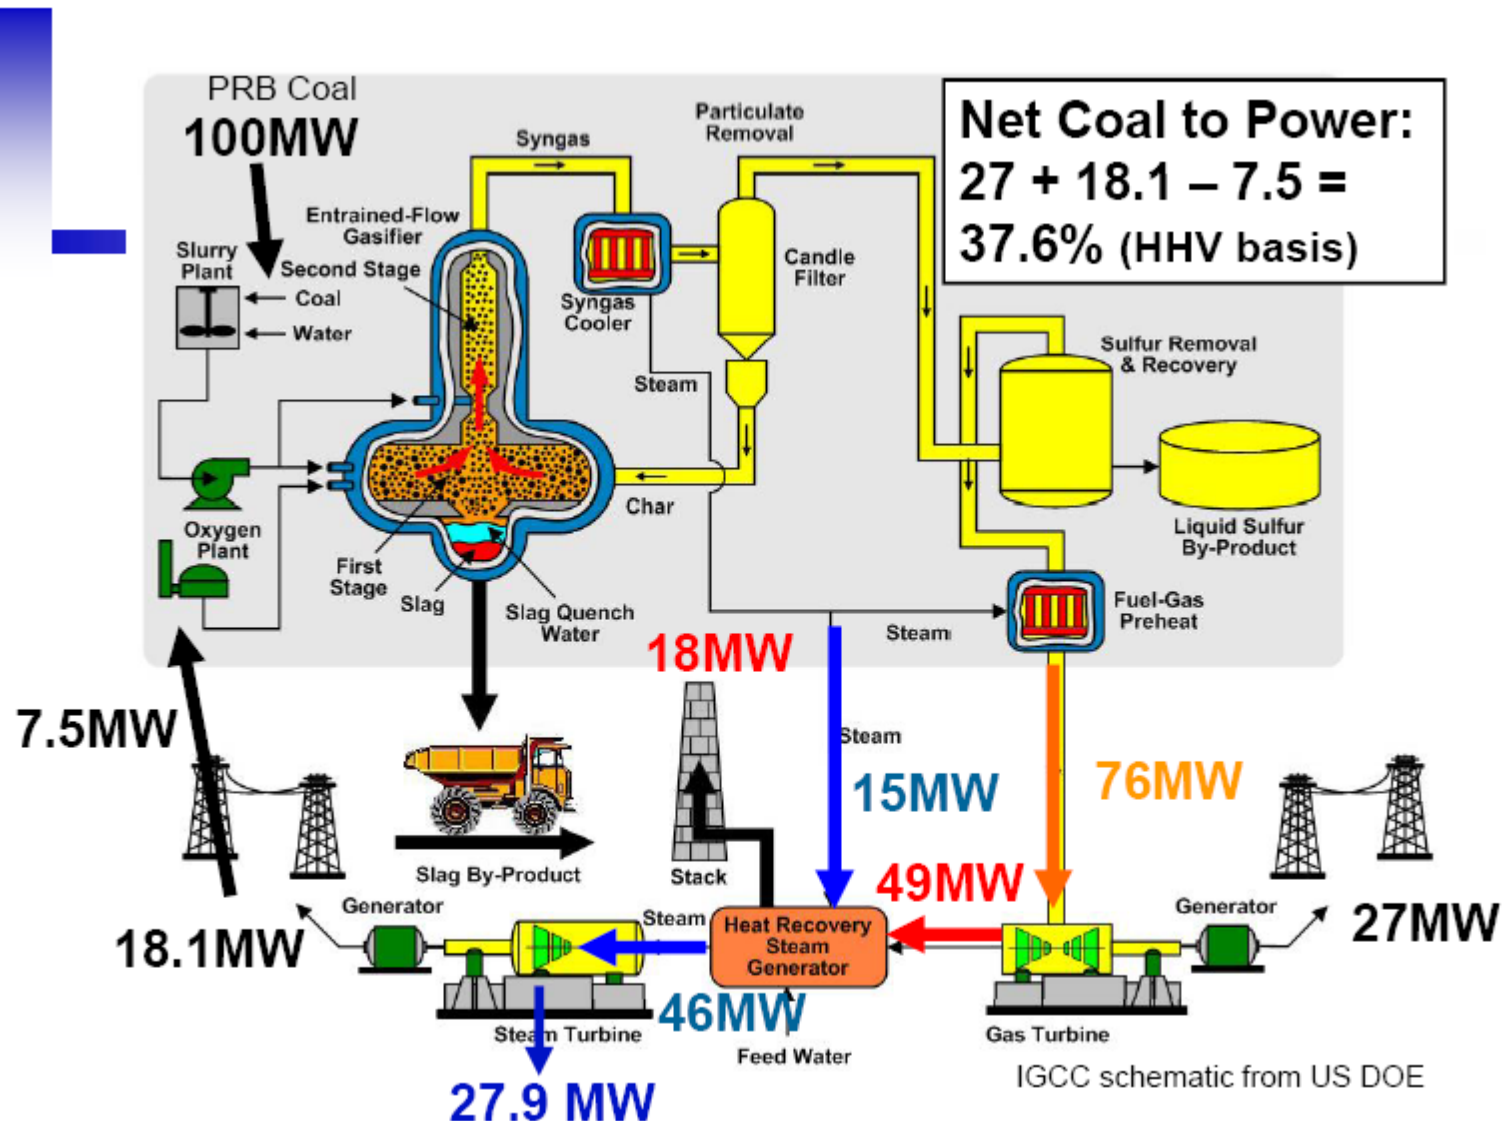 PRB Coal
100MW
Net Coal to Power:
27 + 18.1 – 7.5 =
37.6% (HHV basis)
Particulate
Removal
Syngas
Entrained-Flow
Gasifier
Slurry
Plant
Second Stage
Coal
Water
Syngas
Cooler
Candle
Filter
Sulfur Removal
& Recovery
Steam
Char
Oxygen
Plant
First
Stage
Slag
Slag Quench
Water
Liquid Sulfur
By-Product
Fuel-Gas
Preheat
Steam
18MW
7.5MW
Steam
15MW
76MW
Slag By-Product
Stack
49MW
Generator
Steam
Heat Recovery
Steam
Generator
Generator
27MW
18.1MW
46MW
Steam Turbine
Feed Water
Gas Turbine
27.9 MW
IGCC schematic from US DOE